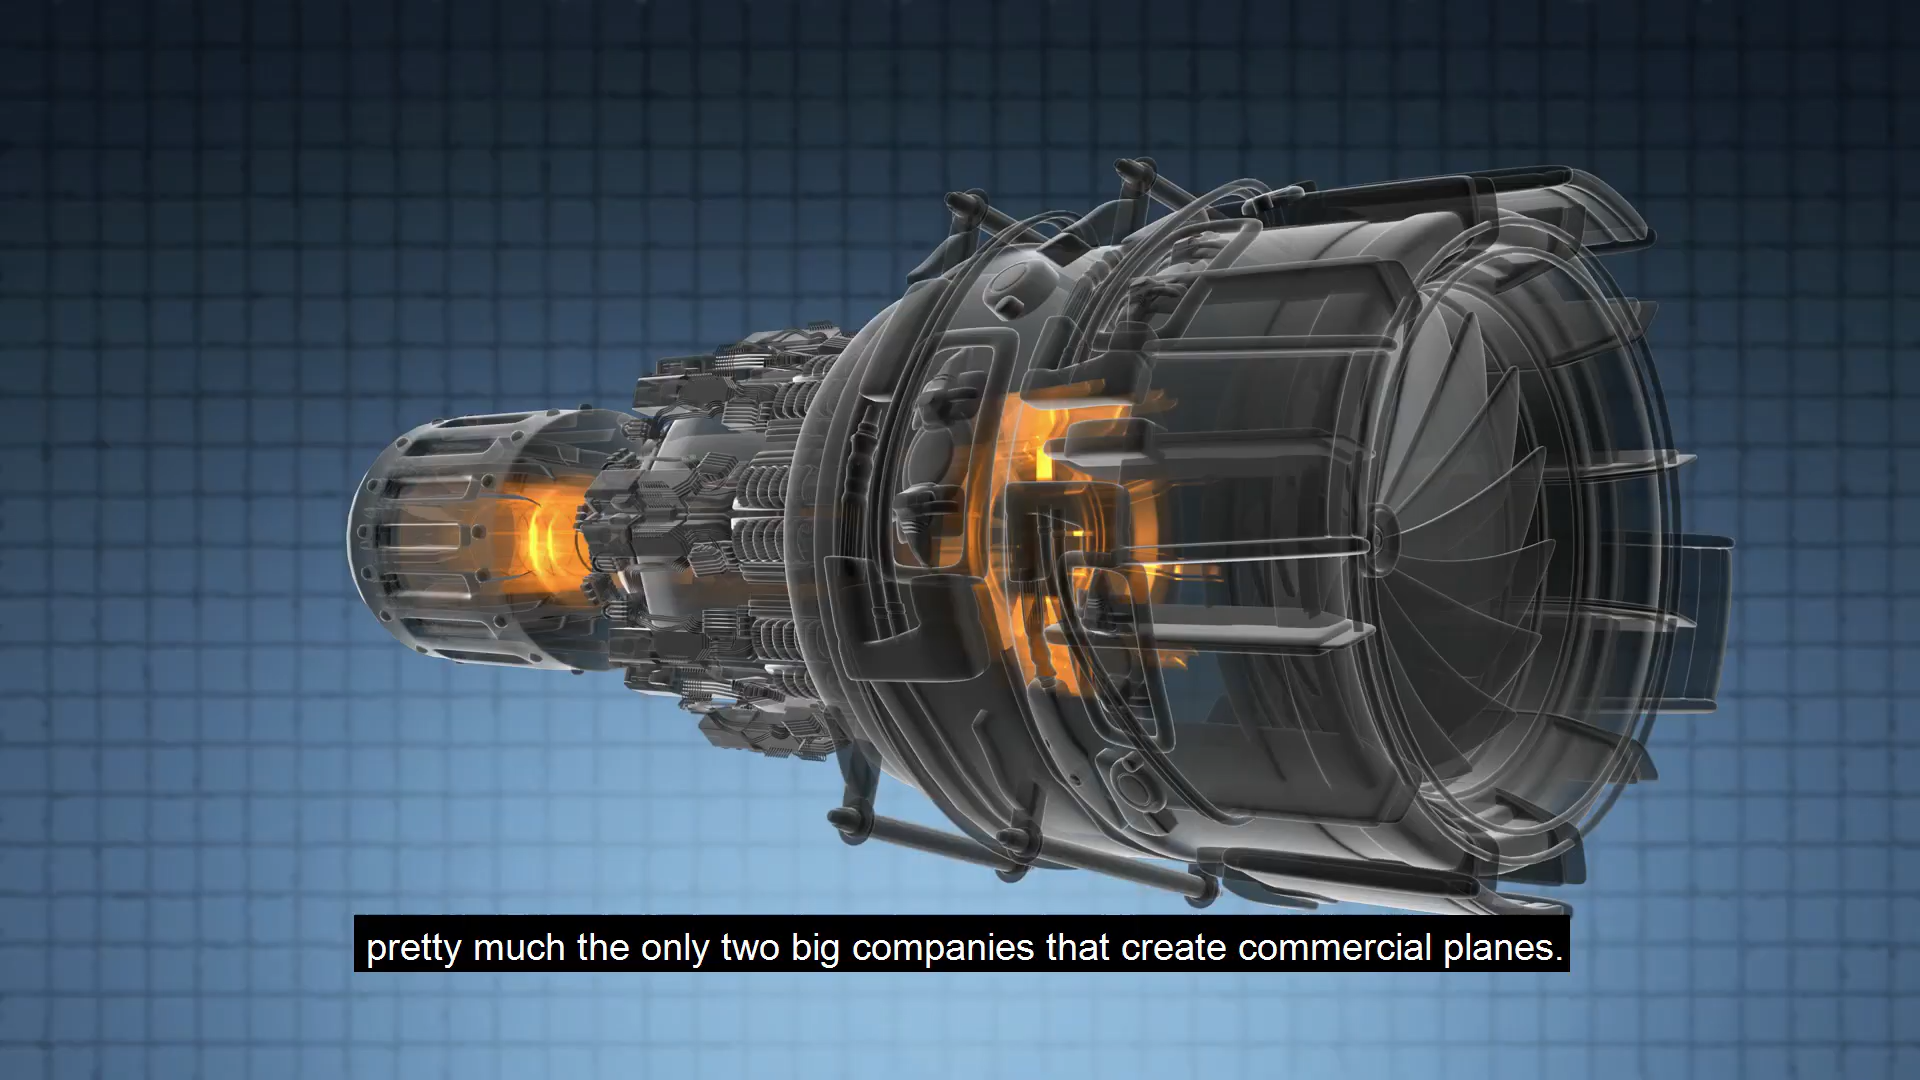 pretty much the only two big companies that create commercial planes.